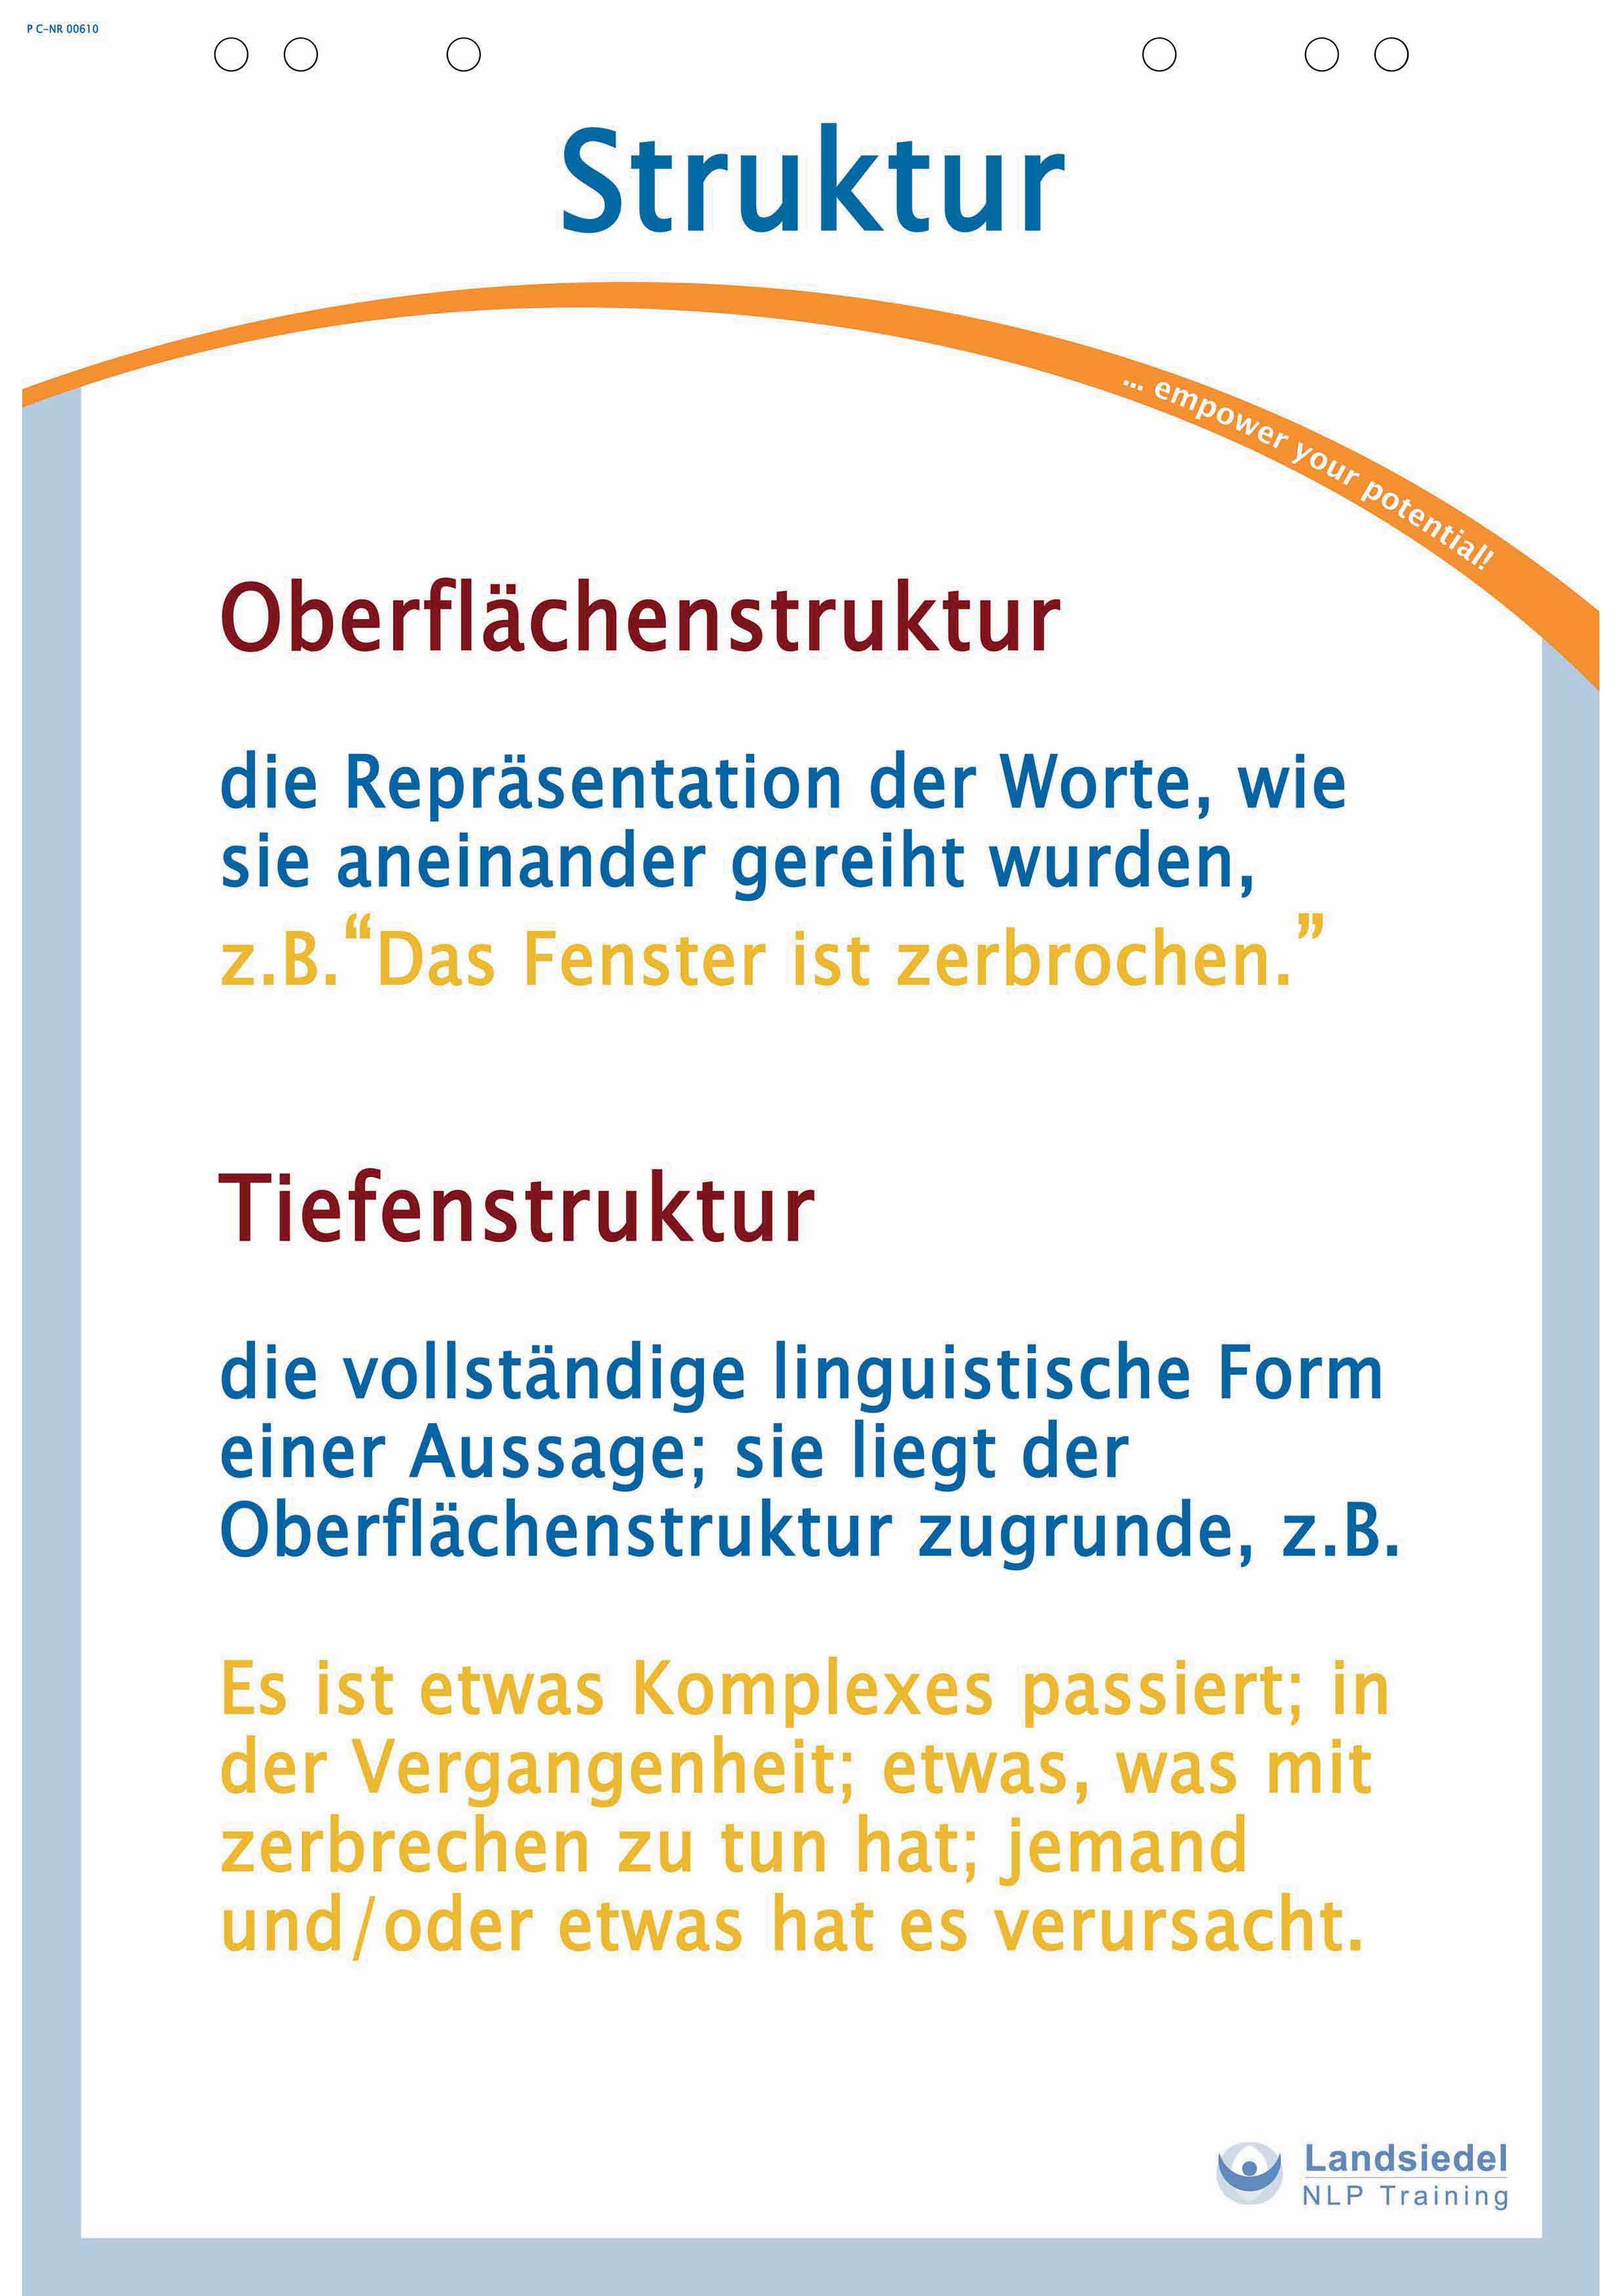 P C-NR 00610
Struktur
... empower your potential!
Oberflächenstruktur
die Repräsentation der Worte, wie
sie aneinander gereiht wurden,
z.B.“Das Fenster ist zerbrochen.”
Tiefenstruktur
die vollständige linguistische Form
einer Aussage; sie liegt der
Oberflächenstruktur zugrunde, z.B.
Es ist etwas Komplexes passiert; in
der Vergangenheit; etwas, was mit
zerbrechen zu tun hat; jemand
und/oder etwas hat es verursacht.
Landsiedel
NLP Training